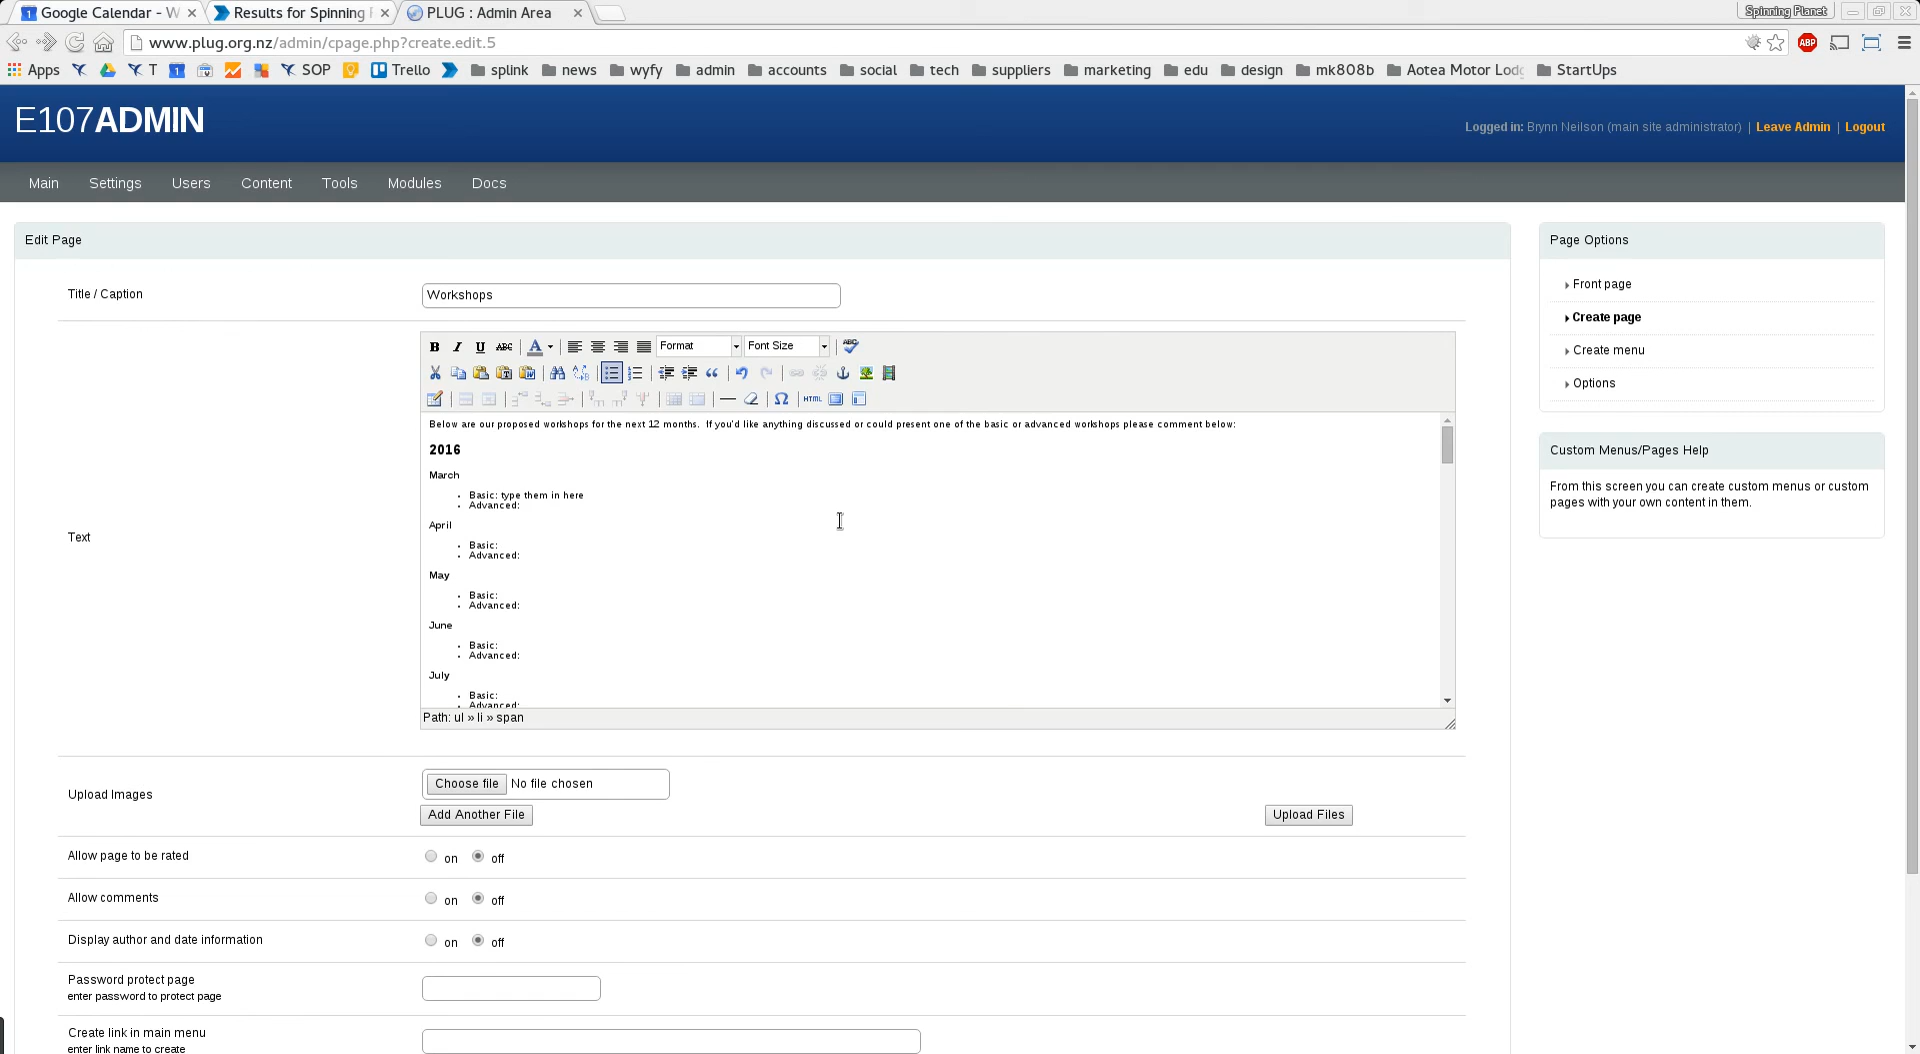 Google Calendar - W
Results for Spinning
PLUG : Admin Area
Spinning Planet
www.plug.org.nz/admin/cpage.php?create.edit.5
ABP
Apps T 1 SOP Trello splink news wyfy admin accounts social tech suppliers marketing edu design mk808b Aotea Motor Lodg StartUps
E107ADMIN
Logged in: Brynn Neilson (main site administrator) | Leave Admin | Logout
Main Settings Users Content Tools Modules Docs
Edit Page
Title / Caption
Workshops
Text
B I U ABC A Format Font Size ABC
HTML
Below are our proposed workshops for the next 12 months. If you'd like anything discussed or could present one of the basic or advanced workshops please comment below:
2016
March
• Basic: type them in here
• Advanced:
April
• Basic:
• Advanced:
May
• Basic:
• Advanced:
June
• Basic:
• Advanced:
July
• Basic:
• Advanced:
Path: ul » li » span
Upload Images
Choose file No file chosen
Add Another File
Upload Files
Allow page to be rated
on off
Allow comments
on off
Display author and date information
on off
Password protect page
enter password to protect page
Create link in main menu
enter link name to create
Page Options
Front page
Create page
Create menu
Options
Custom Menus/Pages Help
From this screen you can create custom menus or custom
pages with your own content in them.